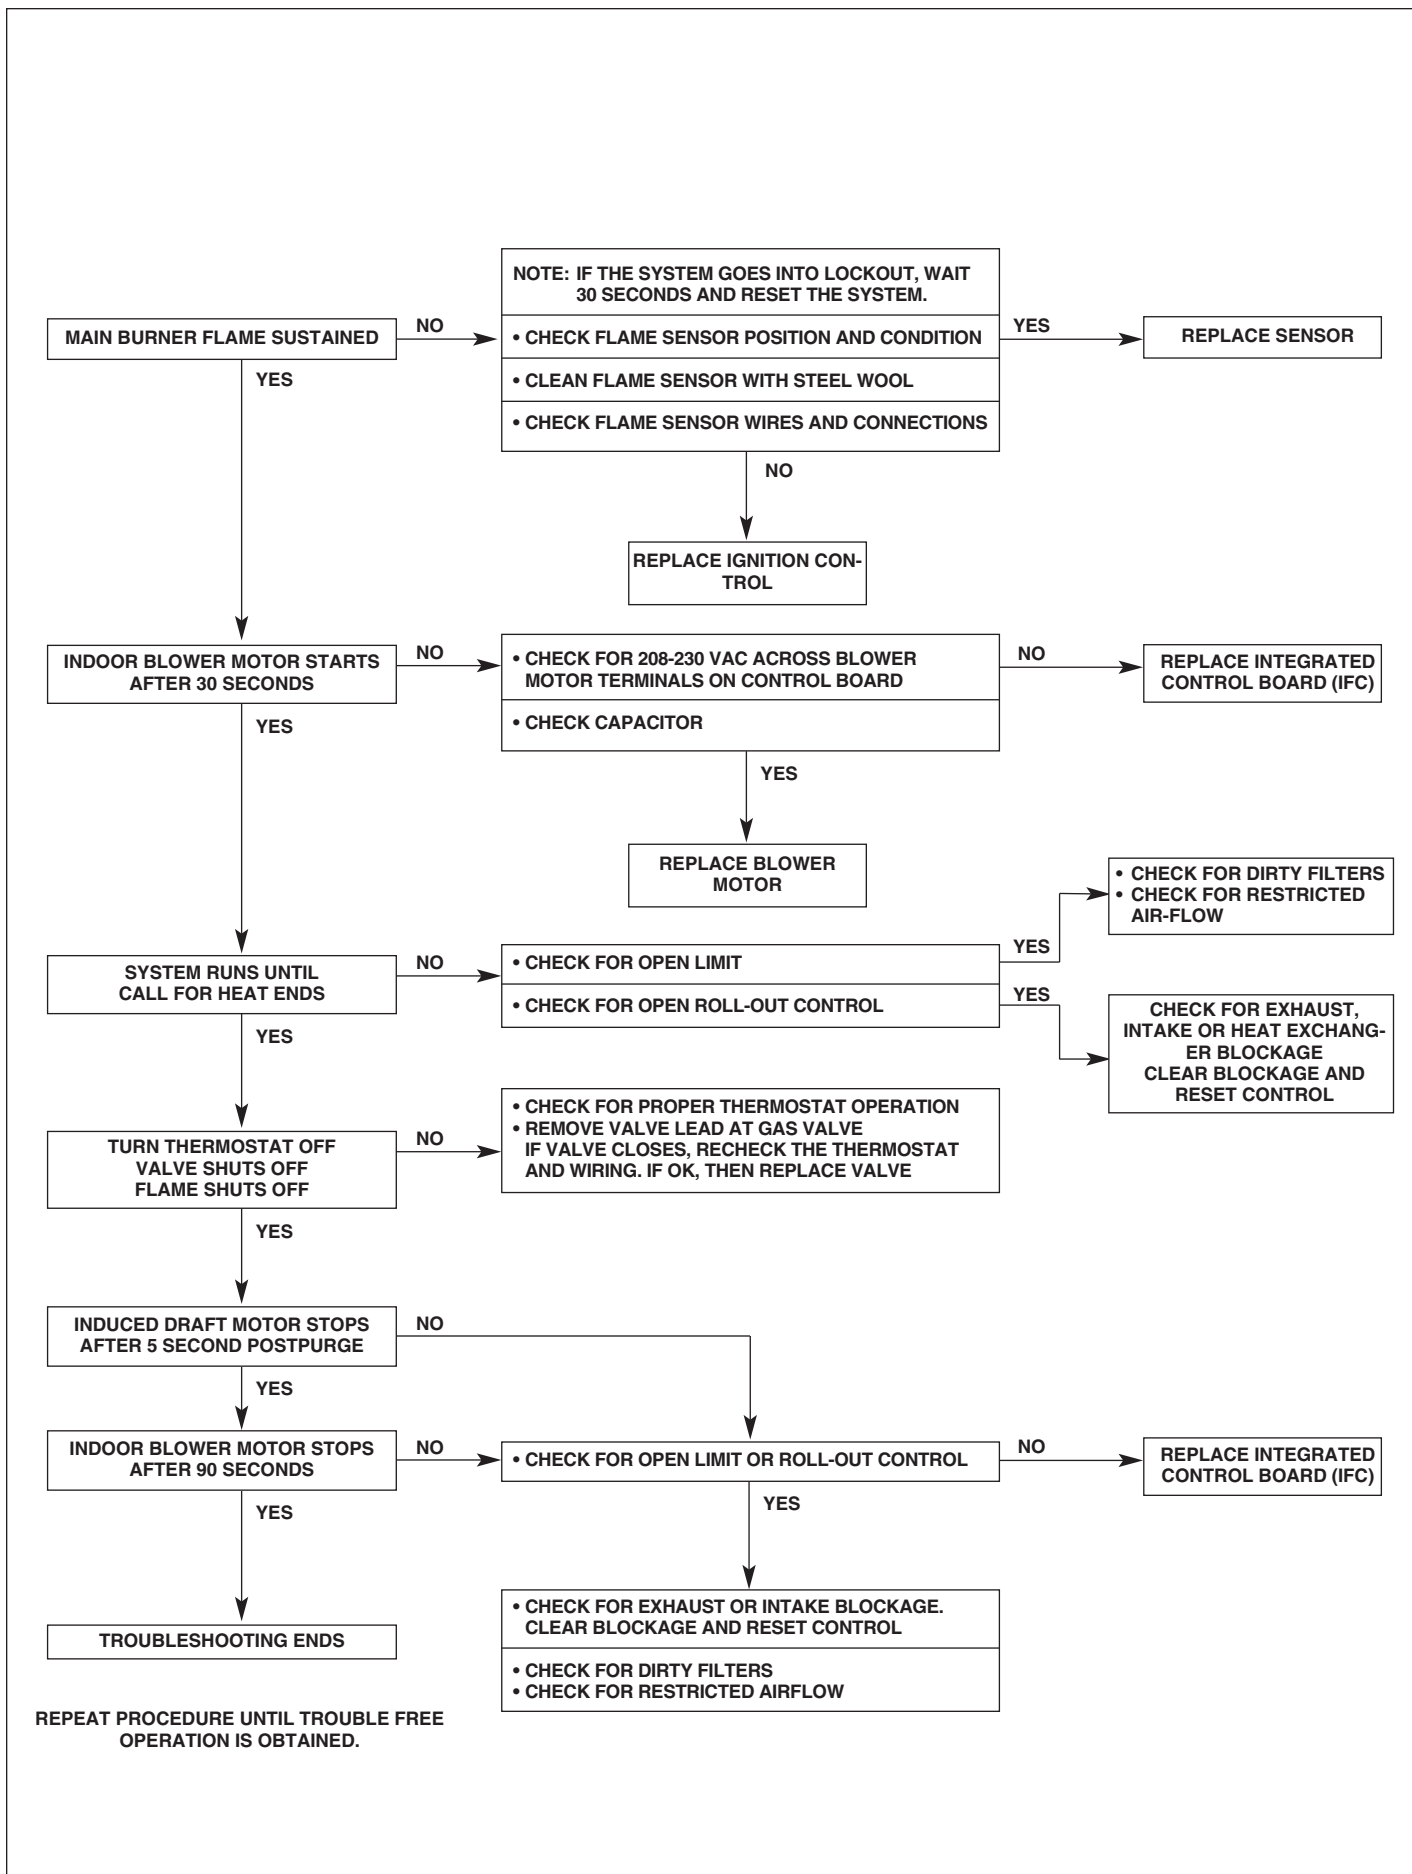 NOTE: IF THE SYSTEM GOES INTO LOCKOUT, WAIT
30 SECONDS AND RESET THE SYSTEM.
MAIN BURNER FLAME SUSTAINED
NO
• CHECK FLAME SENSOR POSITION AND CONDITION
YES
REPLACE SENSOR
YES
• CLEAN FLAME SENSOR WITH STEEL WOOL
• CHECK FLAME SENSOR WIRES AND CONNECTIONS
NO
REPLACE IGNITION CON-
TROL
INDOOR BLOWER MOTOR STARTS
AFTER 30 SECONDS
NO
• CHECK FOR 208-230 VAC ACROSS BLOWER
MOTOR TERMINALS ON CONTROL BOARD
NO
REPLACE INTEGRATED
CONTROL BOARD (IFC)
YES
• CHECK CAPACITOR
YES
REPLACE BLOWER
MOTOR
• CHECK FOR DIRTY FILTERS
• CHECK FOR RESTRICTED
AIR-FLOW
SYSTEM RUNS UNTIL
CALL FOR HEAT ENDS
NO
• CHECK FOR OPEN LIMIT
YES
• CHECK FOR OPEN ROLL-OUT CONTROL
YES
CHECK FOR EXHAUST,
INTAKE OR HEAT EXCHANG-
ER BLOCKAGE
CLEAR BLOCKAGE AND
RESET CONTROL
YES
TURN THERMOSTAT OFF
VALVE SHUTS OFF
FLAME SHUTS OFF
NO
• CHECK FOR PROPER THERMOSTAT OPERATION
• REMOVE VALVE LEAD AT GAS VALVE
IF VALVE CLOSES, RECHECK THE THERMOSTAT
AND WIRING. IF OK, THEN REPLACE VALVE
YES
INDUCED DRAFT MOTOR STOPS
AFTER 5 SECOND POSTPURGE
NO
YES
INDOOR BLOWER MOTOR STOPS
AFTER 90 SECONDS
NO
• CHECK FOR OPEN LIMIT OR ROLL-OUT CONTROL
NO
REPLACE INTEGRATED
CONTROL BOARD (IFC)
YES
YES
• CHECK FOR EXHAUST OR INTAKE BLOCKAGE.
CLEAR BLOCKAGE AND RESET CONTROL
• CHECK FOR DIRTY FILTERS
• CHECK FOR RESTRICTED AIRFLOW
TROUBLESHOOTING ENDS
REPEAT PROCEDURE UNTIL TROUBLE FREE
OPERATION IS OBTAINED.